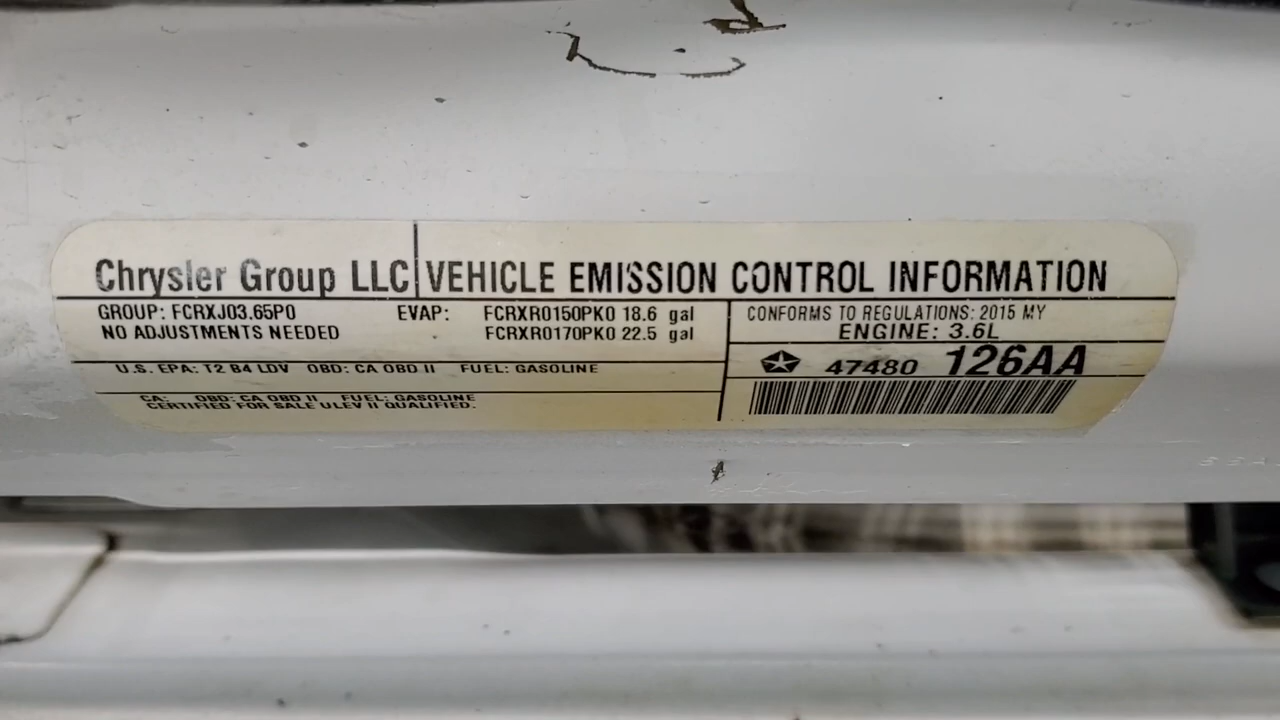 Chrysler Group LLC VEHICLE EMISSION CONTROL INFORMATION
GROUP: FCRXJ03.65P0 EVAP: FCRXR0150PK0 18.6 gal
NO ADJUSTMENTS NEEDED FCRXR0170PK0 22.5 gal
CONFORMS TO REGULATIONS: 2015 MY
ENGINE: 3.6L
U.S. EPA: T2 B4 LDV OBD: CA OBD II FUEL: GASOLINE
47480 126AA
CA: OBD: CA OBD II FUEL: GASOLINE
CERTIFIED FOR SALE ULEV II QUALIFIED.